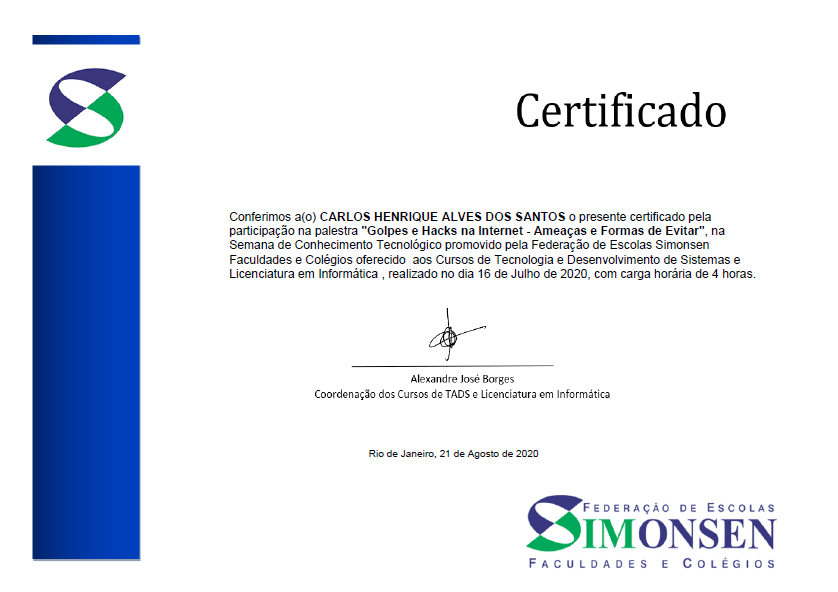 Certificado
Conferimos a(o) CARLOS HENRIQUE ALVES DOS SANTOS o presente certificado pela
participação na palestra "Golpes e Hacks na Internet - Ameaças e Formas de Evitar", na
Semana de Conhecimento Tecnológico promovido pela Federação de Escolas Simonsen
Faculdades e Colégios oferecido aos Cursos de Tecnologia e Desenvolvimento de Sistemas e
Licenciatura em Informática , realizado no dia 16 de Julho de 2020, com carga horária de 4 horas.
Alexandre José Borges
Coordenação dos Cursos de TADS e Licenciatura em Informática
Rio de Janeiro, 21 de Agosto de 2020
FEDERAÇÃO DE ESCOLAS
SIMONSEN
FACULDADES E COLÉGIOS